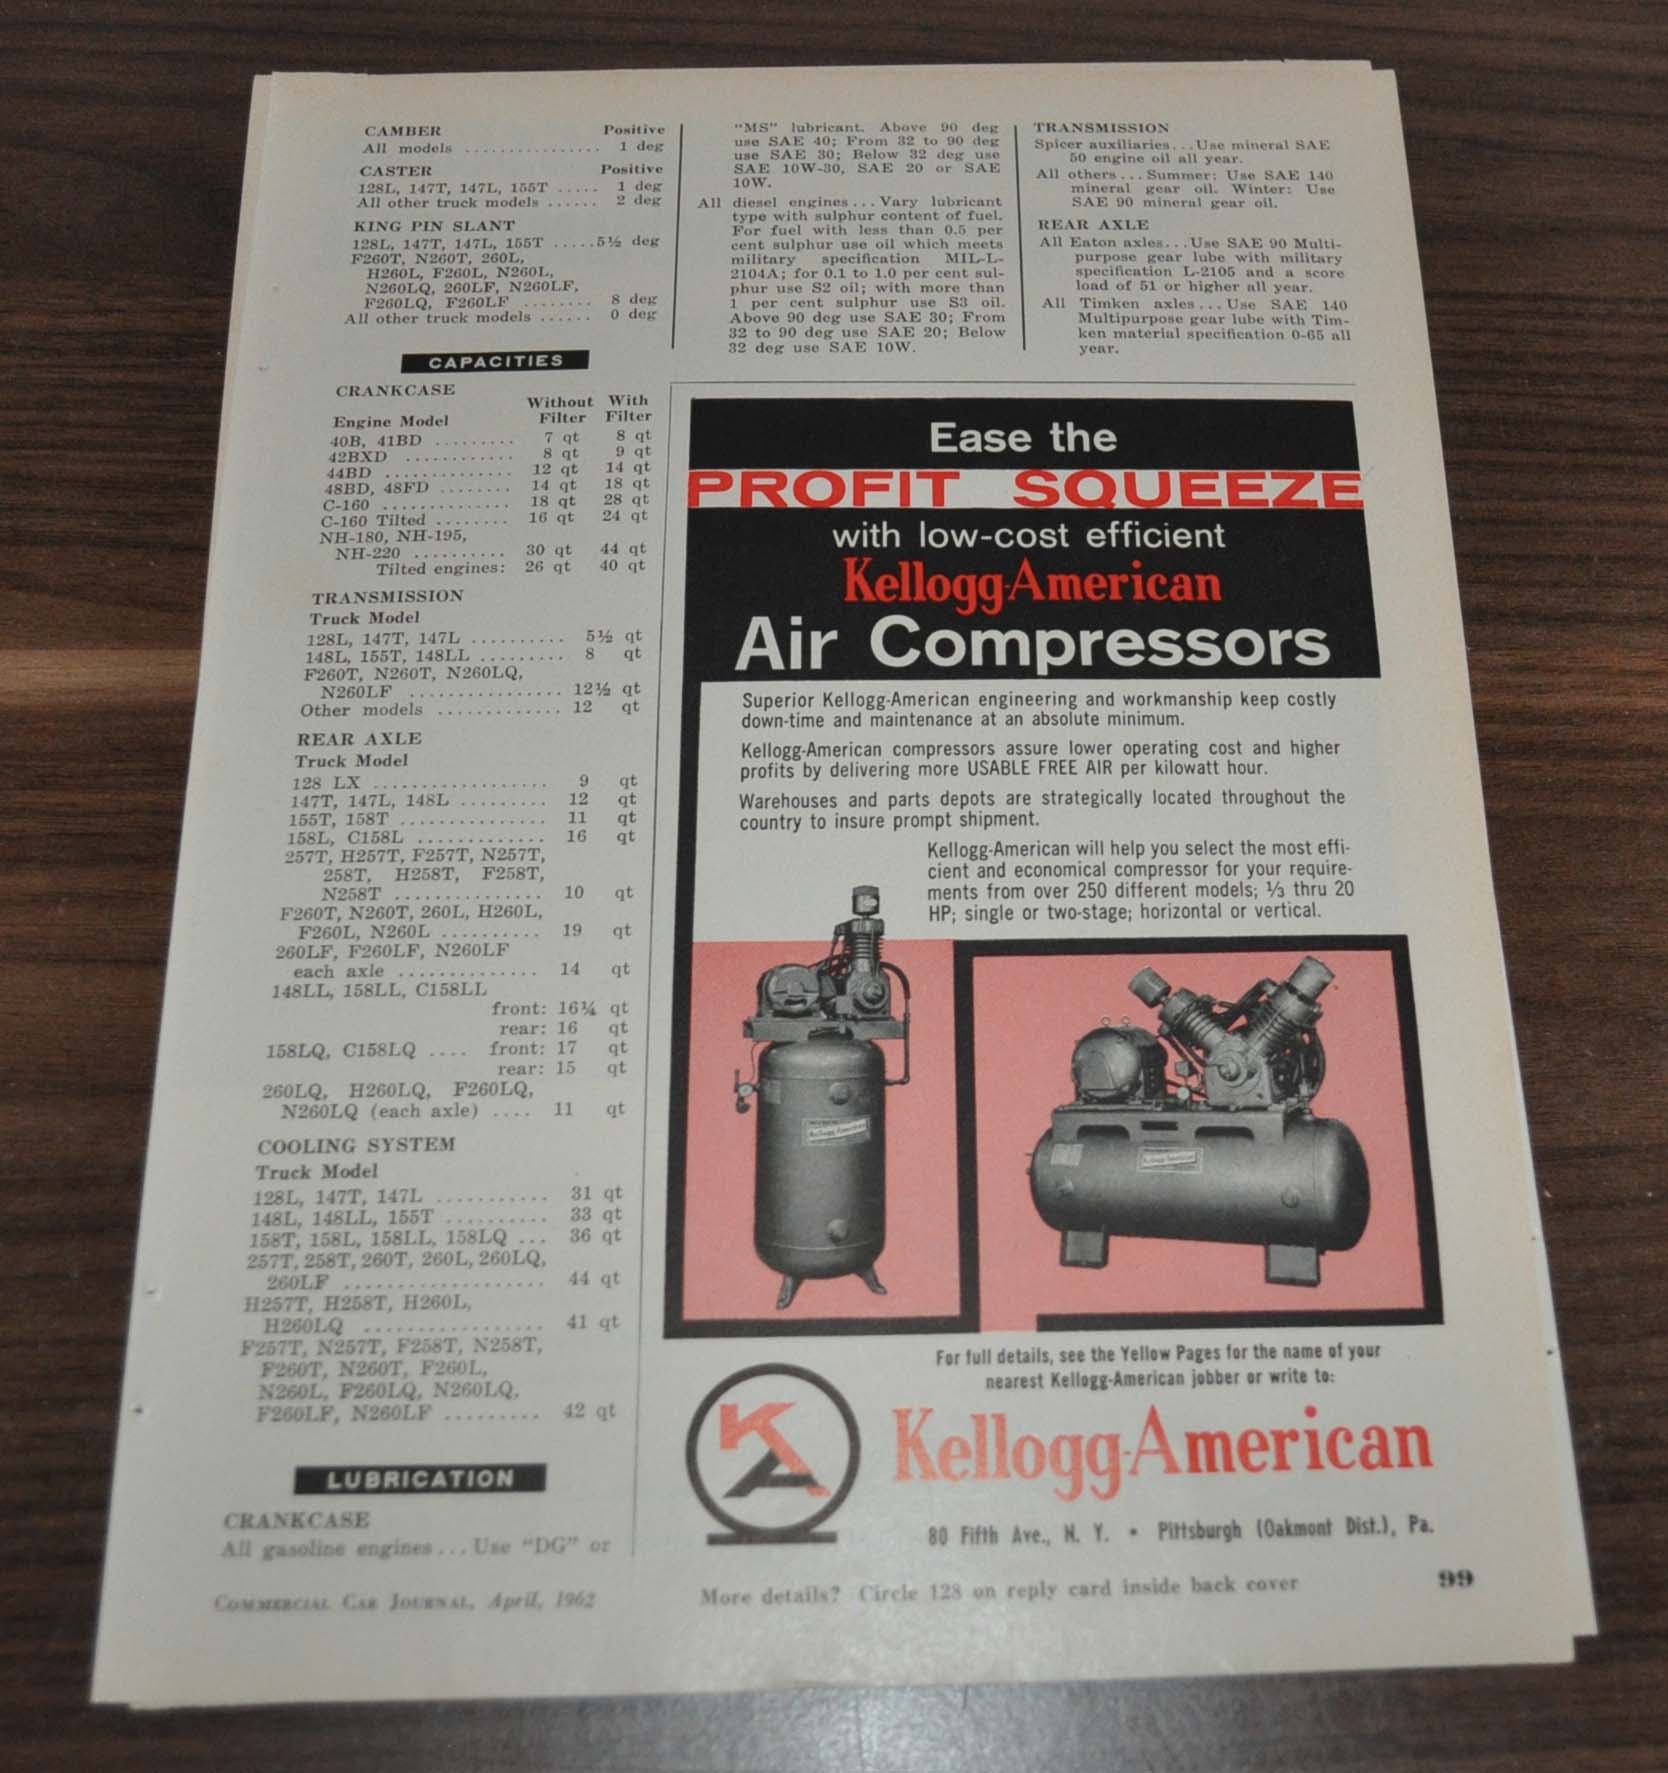 CAMBER Positive
All models ............... 1 deg
CASTER Positive
128L, 147T, 147L, 155T ..... 1 deg
All other truck models ...... 2 deg
KING PIN SLANT
128L, 147T, 147L, 155T .....5½ deg
F260T, N260T, 260L,
H260L, F260L, N260L,
N260LQ, 260LF, N260LF,
F260LQ, F260LF ........ 8 deg
All other truck models ...... 0 deg
CAPACITIES
CRANKCASE
Without With
Engine Model Filter Filter
40B, 41BD ......... 7 qt 8 qt
42BXD ............ 8 qt 9 qt
44BD .............. 12 qt 14 qt
48BD, 48FD ........ 14 qt 18 qt
C-160 .............. 18 qt 28 qt
C-160 Tilted ........ 16 qt 24 qt
NH-180, NH-195,
NH-220 .......... 30 qt 44 qt
Tilted engines: 26 qt 40 qt
TRANSMISSION
Truck Model
128L, 147T, 147L .......... 5½ qt
148L, 155T, 148LL ......... 8 qt
F260T, N260T, N260LQ,
N260LF ................ 12½ qt
Other models ............. 12 qt
REAR AXLE
Truck Model
128 LX .................. 9 qt
147T, 147L, 148L ......... 12 qt
155T, 158T ............... 11 qt
158L, C158L ............. 16 qt
257T, H257T, F257T, N257T,
258T, H258T, F258T,
N258T ............... 10 qt
F260T, N260T, 260L, H260L,
F260L, N260L .......... 19 qt
260LF, F260LF, N260LF
each axle .............. 14 qt
148LL, 158LL, C158LL
front: 16¼ qt
rear: 16 qt
158LQ, C158LQ .... front: 17 qt
rear: 15 qt
260LQ, H260LQ, F260LQ,
N260LQ (each axle) .... 11 qt
COOLING SYSTEM
Truck Model
128L, 147T, 147L ........... 31 qt
148L, 148LL, 155T .......... 33 qt
158T, 158L, 158LL, 158LQ ... 36 qt
257T, 258T, 260T, 260L, 260LQ,
260LF .................... 44 qt
H257T, H258T, H260L,
H260LQ .................. 41 qt
F257T, N257T, F258T, N258T,
F260T, N260T, F260L,
N260L, F260LQ, N260LQ,
F260LF, N260LF ......... 42 qt
LUBRICATION
CRANKCASE
All gasoline engines... Use "DG" or
"MS" lubricant. Above 90 deg
use SAE 40; From 32 to 90 deg
use SAE 30; Below 32 deg use
SAE 10W-30, SAE 20 or SAE
10W.
All diesel engines... Vary lubricant
type with sulphur content of fuel.
For fuel with less than 0.5 per
cent sulphur use oil which meets
military specification MIL-L-
2104A; for 0.1 to 1.0 per cent sul-
phur use S2 oil; with more than
1 per cent sulphur use S3 oil.
Above 90 deg use SAE 30; From
32 to 90 deg use SAE 20; Below
32 deg use SAE 10W.
TRANSMISSION
Spicer auxiliaries... Use mineral SAE
50 engine oil all year.
All others... Summer: Use SAE 140
mineral gear oil. Winter: Use
SAE 90 mineral gear oil.
REAR AXLE
All Eaton axles... Use SAE 90 Multi-
purpose gear lube with military
specification L-2105 and a score
load of 51 or higher all year.
All Timken axles... Use SAE 140
Multipurpose gear lube with Tim-
ken material specification 0-65 all
year.
Ease the
PROFIT SQUEEZE
with low-cost efficient
Kellogg-American
Air Compressors
Superior Kellogg-American engineering and workmanship keep costly
down-time and maintenance at an absolute minimum.
Kellogg-American compressors assure lower operating cost and higher
profits by delivering more USABLE FREE AIR per kilowatt hour.
Warehouses and parts depots are strategically located throughout the
country to insure prompt shipment.
Kellogg-American will help you select the most effi-
cient and economical compressor for your require-
ments from over 250 different models; ⅓ thru 20
HP; single or two-stage; horizontal or vertical.
Kellogg-American
Kellogg-American
For full details, see the Yellow Pages for the name of your
nearest Kellogg-American jobber or write to:
KA
Kellogg-American
80 Fifth Ave., N. Y. • Pittsburgh (Oakmont Dist.), Pa.
COMMERCIAL CAR JOURNAL, April, 1962
More details? Circle 128 on reply card inside back cover
99